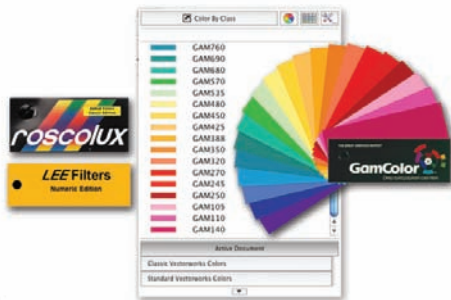 Color By Class
GAM760
GAM690
GAM680
GAM570
GAM535
GAM480
GAM450
GAM425
GAM388
GAM350
GAM320
GAM270
GAM245
GAM250
GAM105
GAM110
GAM140
Active Document
Classic Vectorworks Colors
Standard Vectorworks Colors
roscolux
LEE Filters
Numeric Edition
GamColor